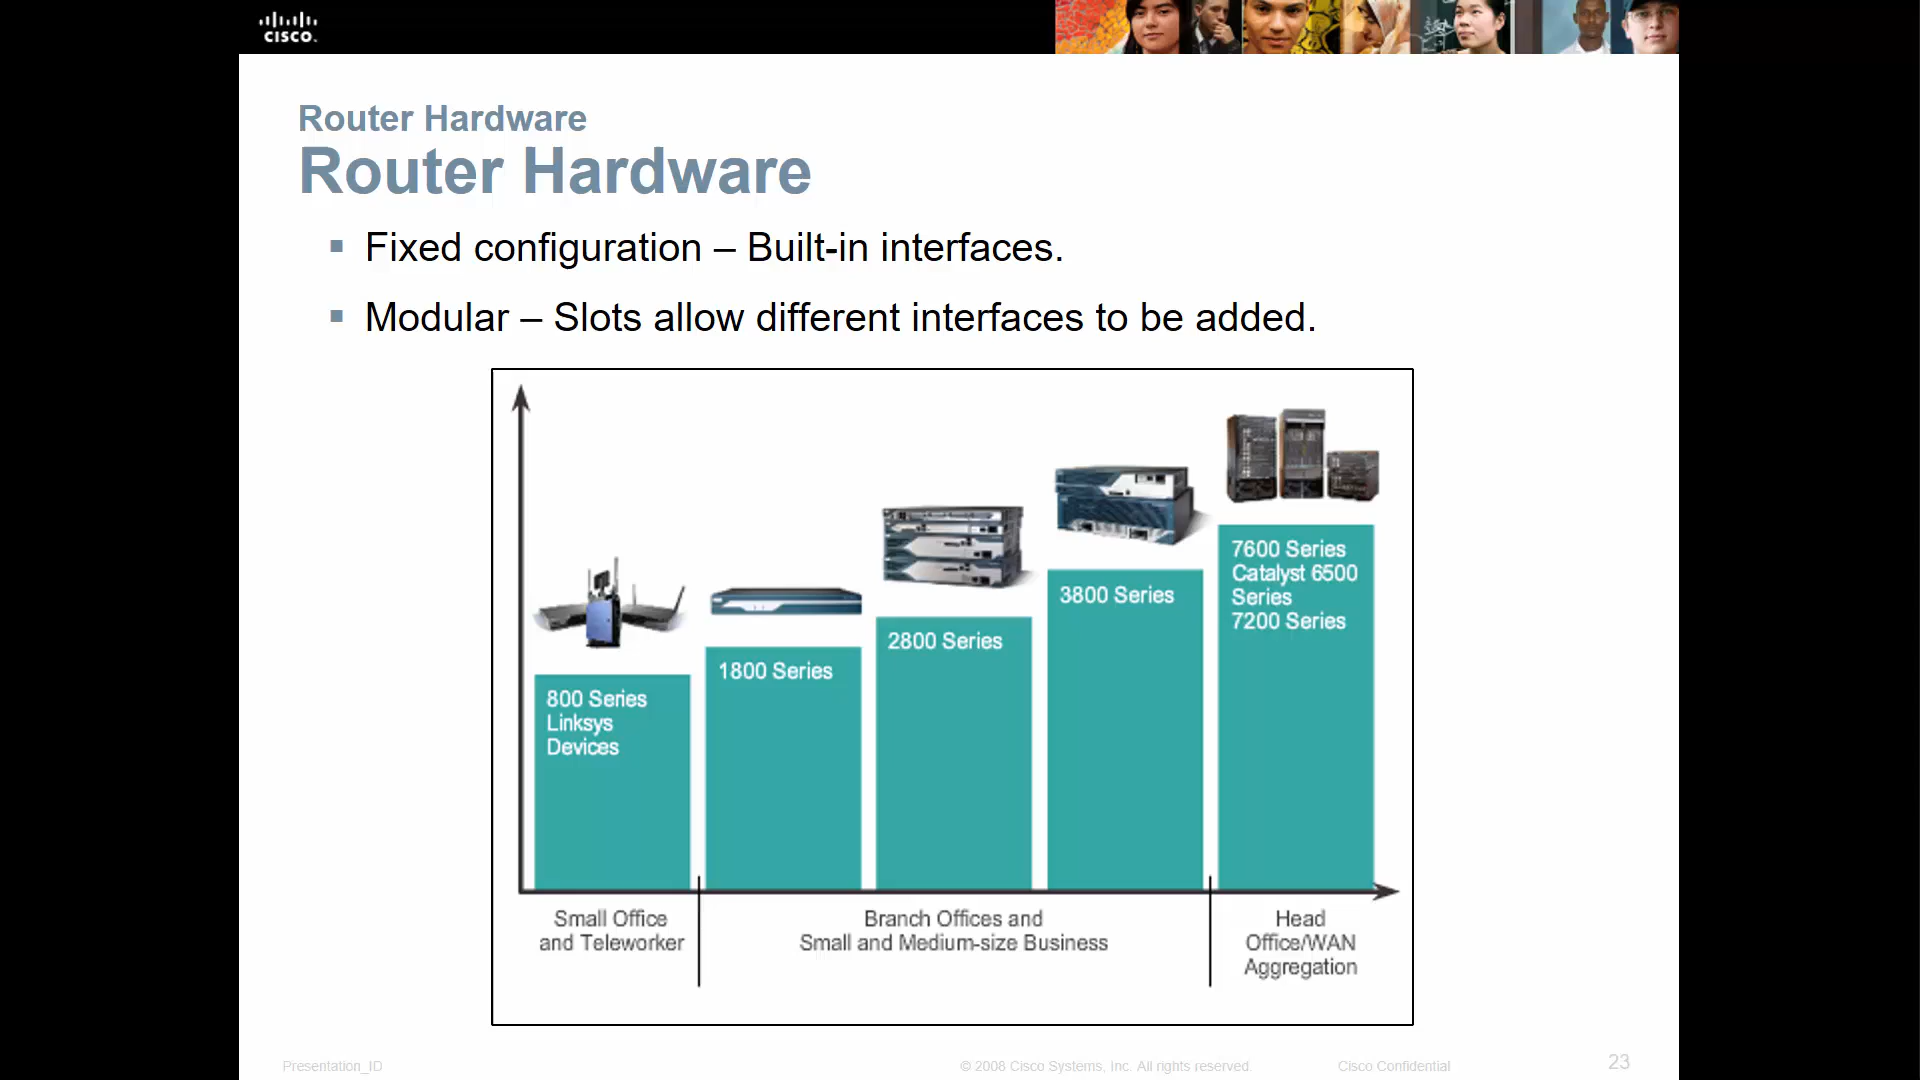 CISCO.
Router Hardware
Router Hardware
Fixed configuration – Built-in interfaces.
Modular – Slots allow different interfaces to be added.
800 Series
Linksys
Devices
1800 Series
2800 Series
3800 Series
7600 Series
Catalyst 6500
Series
7200 Series
Small Office
and Teleworker
Branch Offices and
Small and Medium-size Business
Head
Office/WAN
Aggregation
Presentation_ID
© 2008 Cisco Systems, Inc. All rights reserved.
Cisco Confidential
23